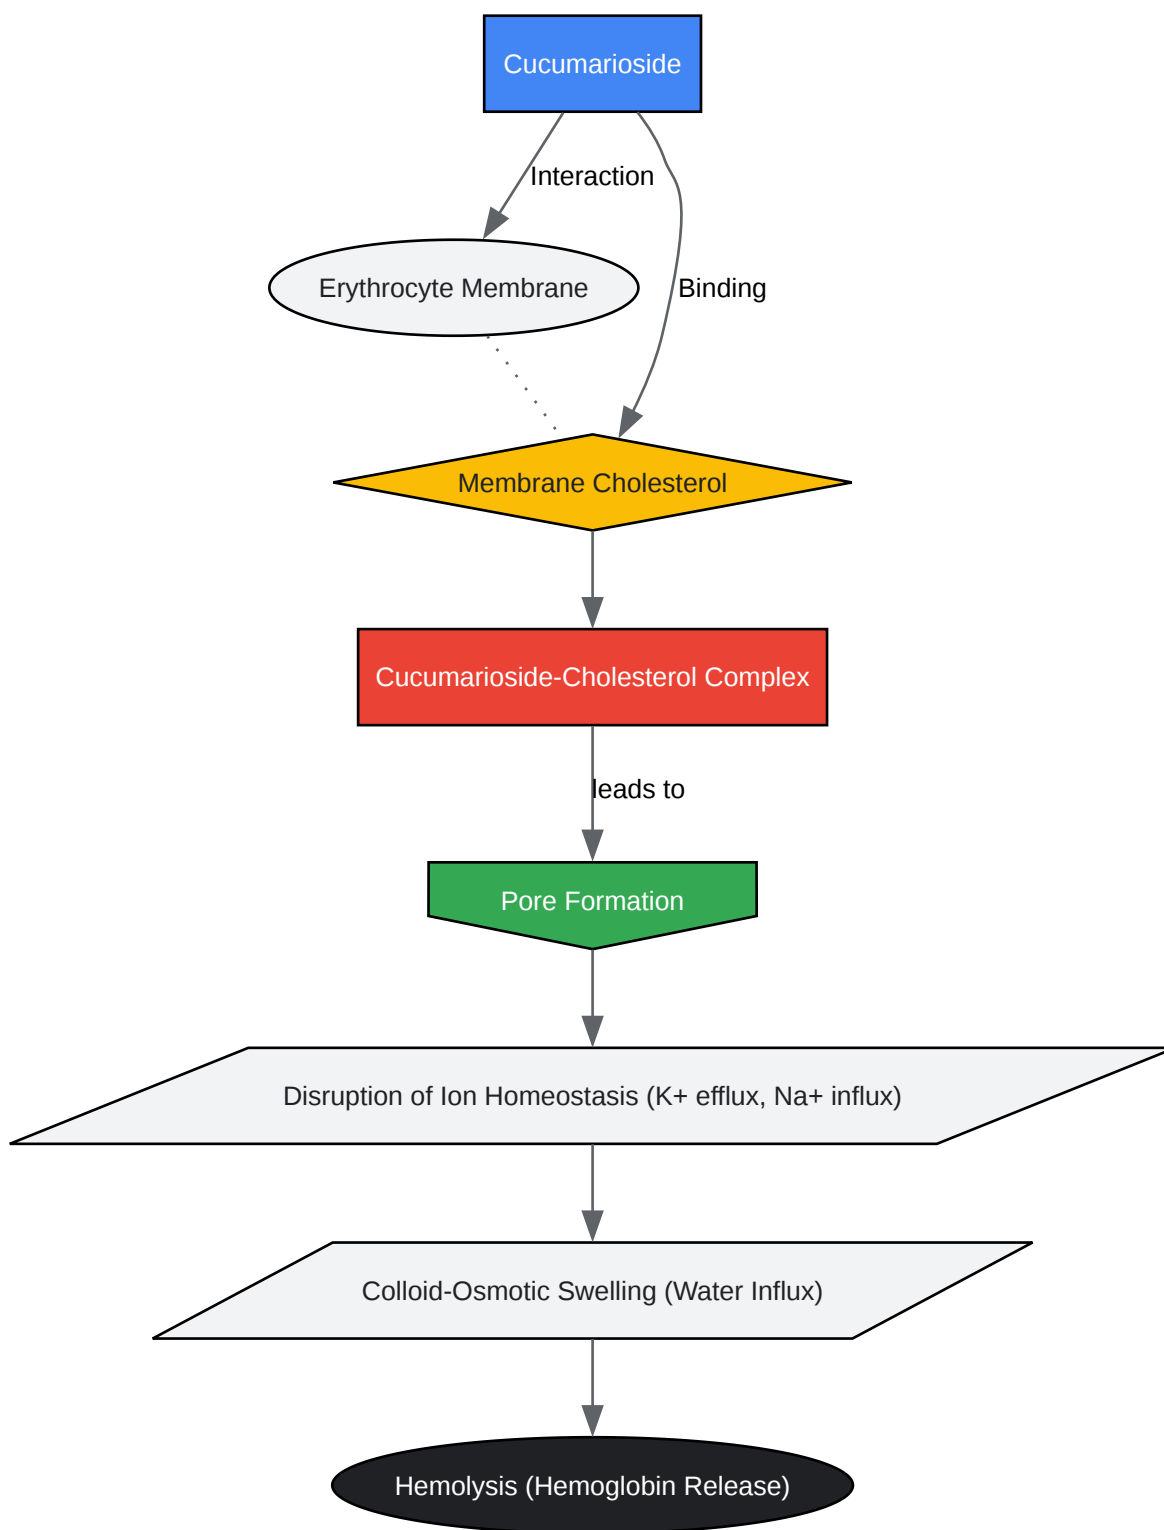 Cucumarioside
Interaction
Erythrocyte Membrane
Binding
Membrane Cholesterol
Cucumarioside-Cholesterol Complex
leads to
Pore Formation
Disruption of Ion Homeostasis (K+ efflux, Na+ influx)
Colloid-Osmotic Swelling (Water Influx)
Hemolysis (Hemoglobin Release)